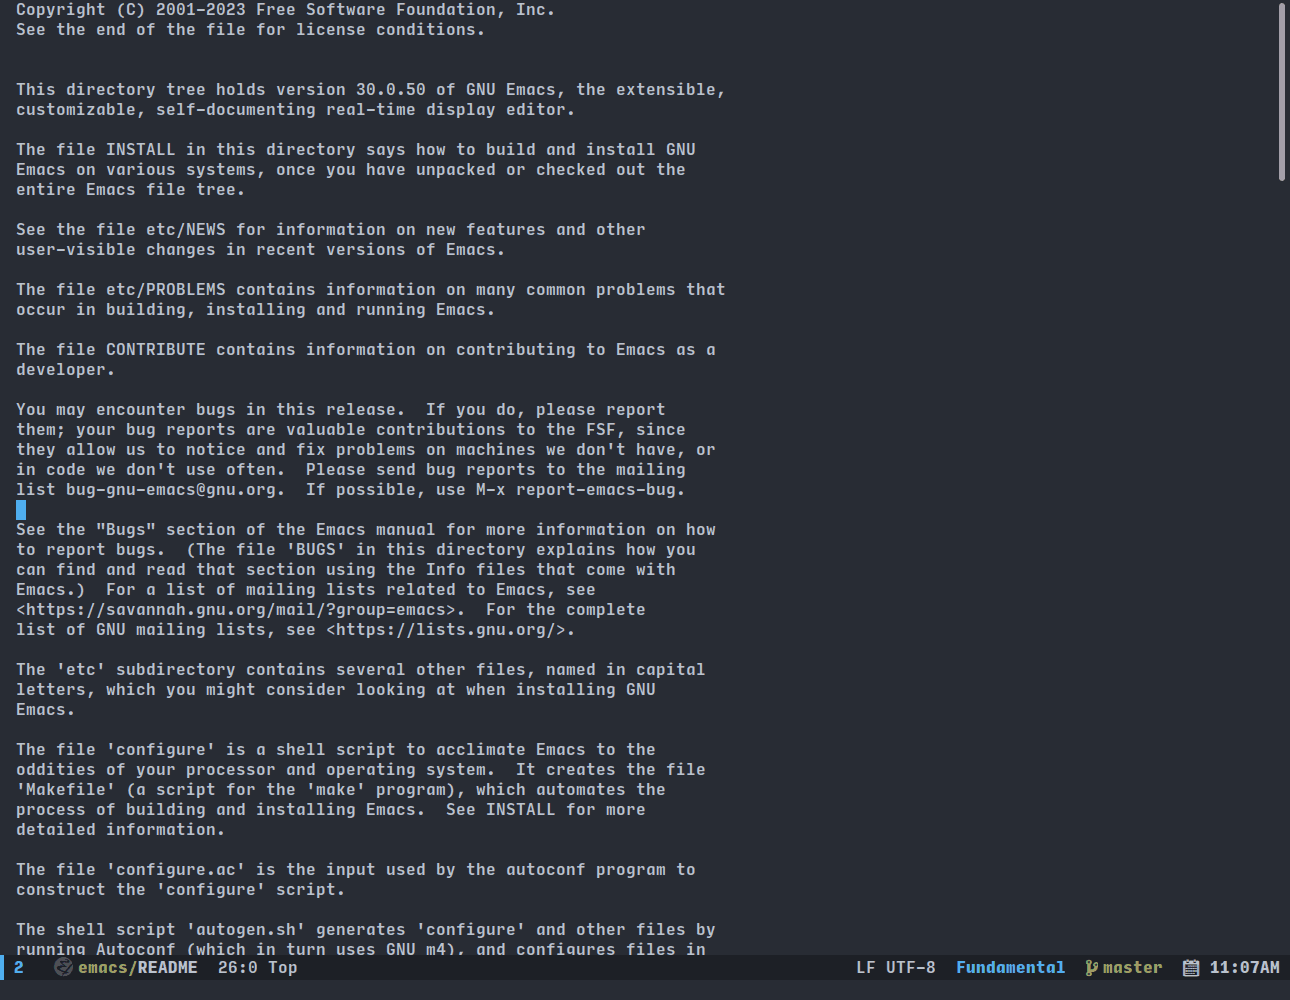 Copyright (C) 2001-2023 Free Software Foundation, Inc.
See the end of the file for license conditions.
This directory tree holds version 30.0.50 of GNU Emacs, the extensible,
customizable, self-documenting real-time display editor.
The file INSTALL in this directory says how to build and install GNU
Emacs on various systems, once you have unpacked or checked out the
entire Emacs file tree.
See the file etc/NEWS for information on new features and other
user-visible changes in recent versions of Emacs.
The file etc/PROBLEMS contains information on many common problems that
occur in building, installing and running Emacs.
The file CONTRIBUTE contains information on contributing to Emacs as a
developer.
You may encounter bugs in this release.  If you do, please report
them; your bug reports are valuable contributions to the FSF, since
they allow us to notice and fix problems on machines we don't have, or
in code we don't use often.  Please send bug reports to the mailing
list bug-gnu-emacs@gnu.org.  If possible, use M-x report-emacs-bug.
See the "Bugs" section of the Emacs manual for more information on how
to report bugs.  (The file 'BUGS' in this directory explains how you
can find and read that section using the Info files that come with
Emacs.)  For a list of mailing lists related to Emacs, see
<https://savannah.gnu.org/mail/?group=emacs>.  For the complete
list of GNU mailing lists, see <https://lists.gnu.org/>.
The 'etc' subdirectory contains several other files, named in capital
letters, which you might consider looking at when installing GNU
Emacs.
The file 'configure' is a shell script to acclimate Emacs to the
oddities of your processor and operating system.  It creates the file
'Makefile' (a script for the 'make' program), which automates the
process of building and installing Emacs.  See INSTALL for more
detailed information.
The file 'configure.ac' is the input used by the autoconf program to
construct the 'configure' script.
The shell script 'autogen.sh' generates 'configure' and other files by
running Autoconf (which in turn uses GNU m4), and configures files in
2 emacs/README 26:0 Top LF UTF-8 Fundamental master 11:07AM